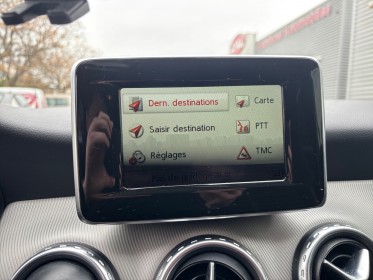 Dern. destinations
Carte
Saisir destination
PTT
Réglages
TMC